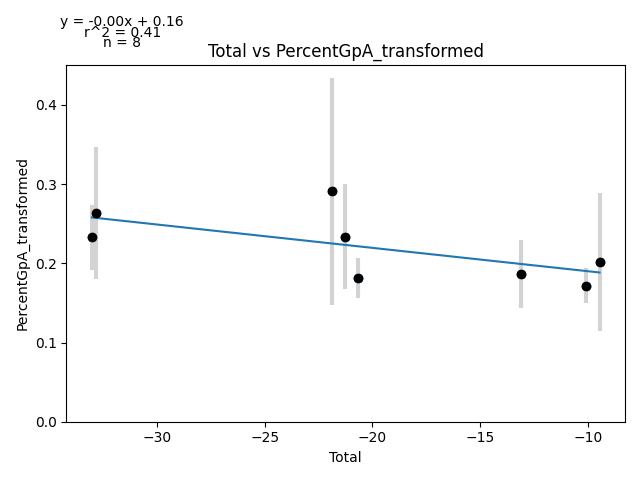 y = -0.00x + 0.16
r^2 = 0.41
n = 8
Total vs PercentGpA_transformed
PercentGpA_transformed
0.4
0.3
0.2
0.1
0.0
−30
−25
−20
−15
−10
Total